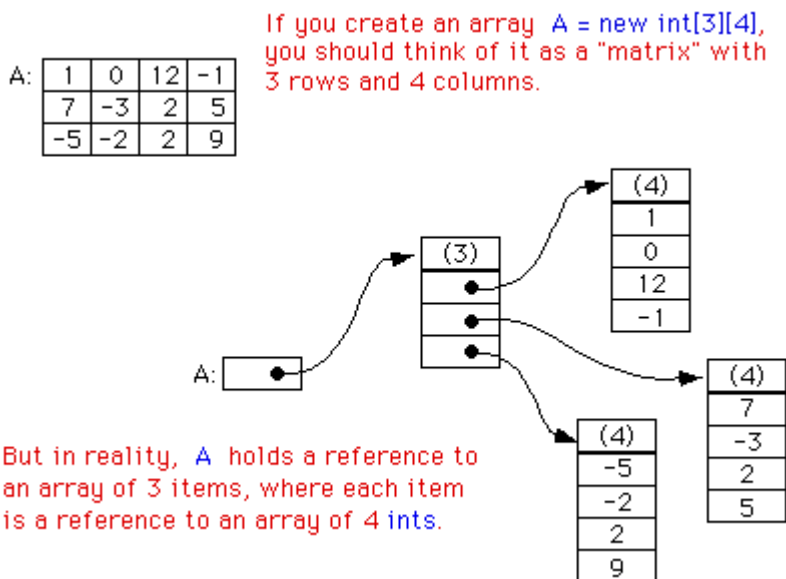 If you create an array A = new int[3][4],
you should think of it as a "matrix" with
3 rows and 4 columns.
A:
1 0 12 -1
7 -3 2 5
-5 -2 2 9
(4)
1
0
12
-1
(3)
A:
(4)
7
-3
2
5
(4)
-5
-2
2
9
But in reality, A holds a reference to
an array of 3 items, where each item
is a reference to an array of 4 ints.